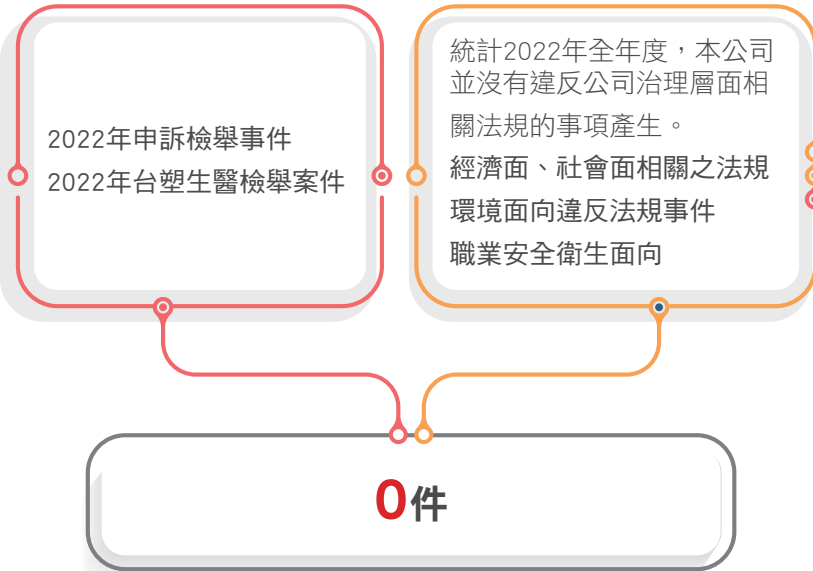 2022年申訴檢舉事件
2022年台塑生醫檢舉案件
統計2022年全年度，本公司
並沒有違反公司治理層面相
關法規的事項產生。
經濟面、社會面相關之法規
環境面向違反法規事件
職業安全衛生面向
0件